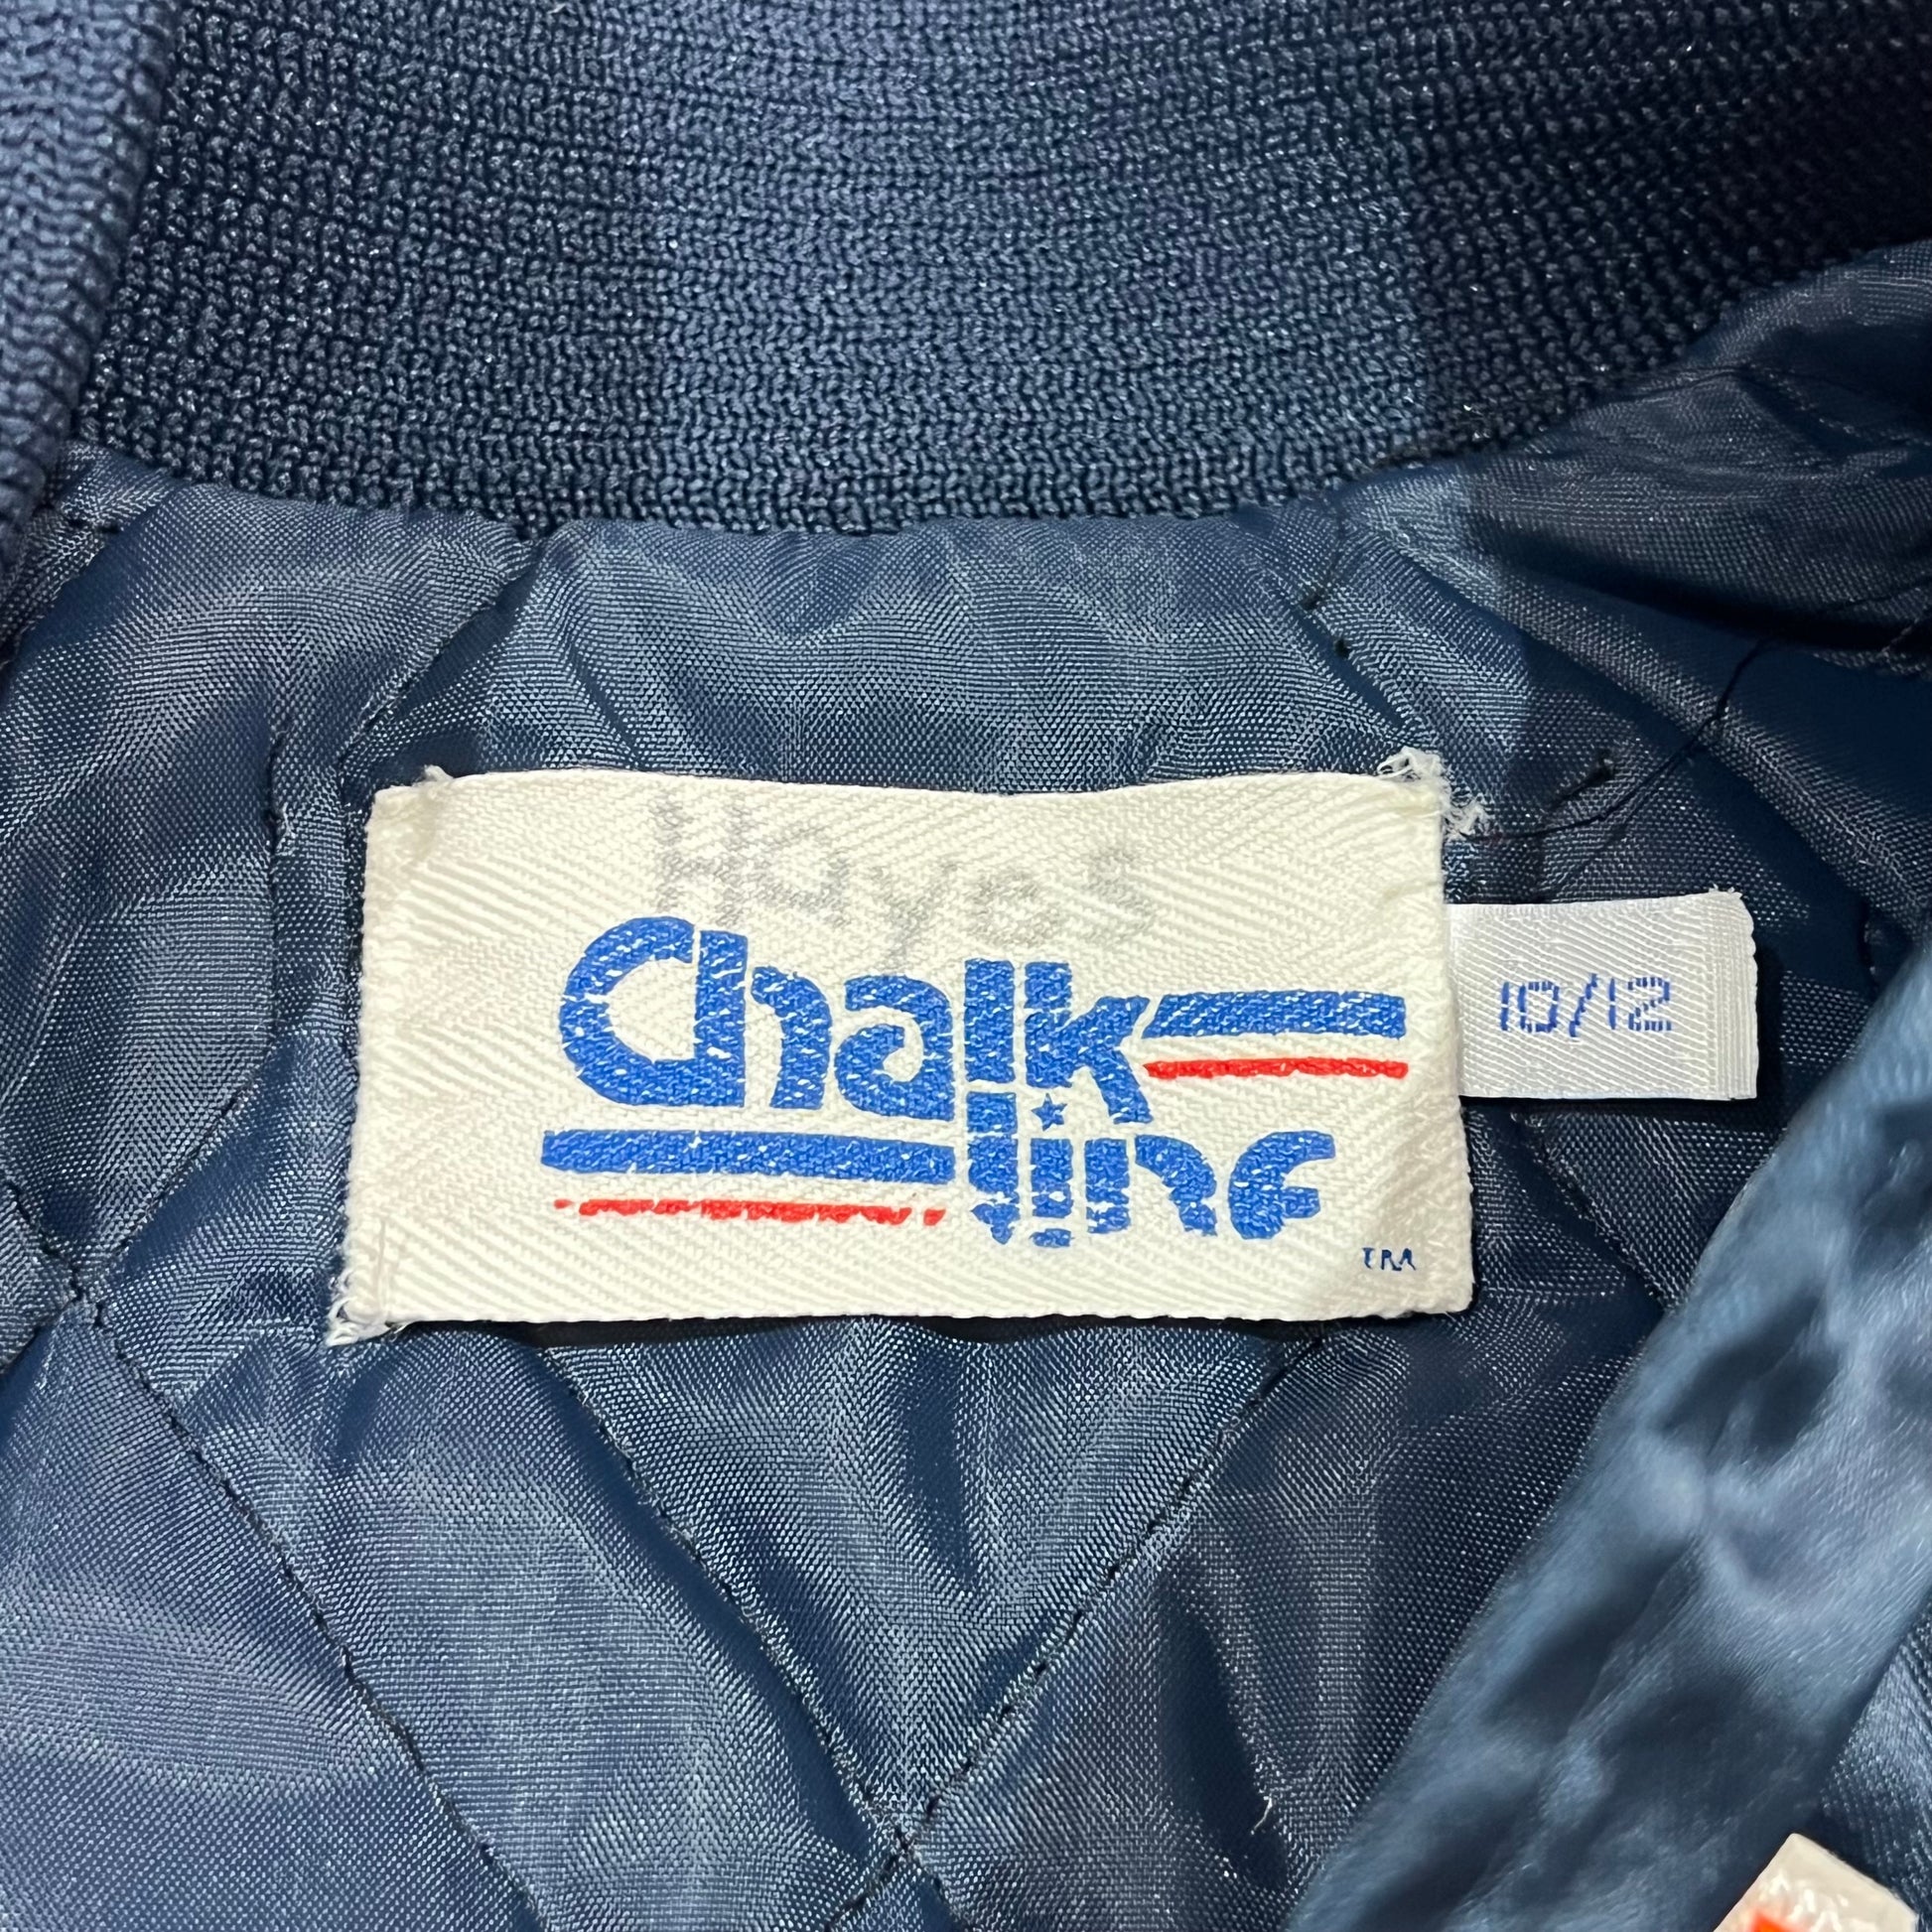 Hayes
Chalk
line
TM
10/12